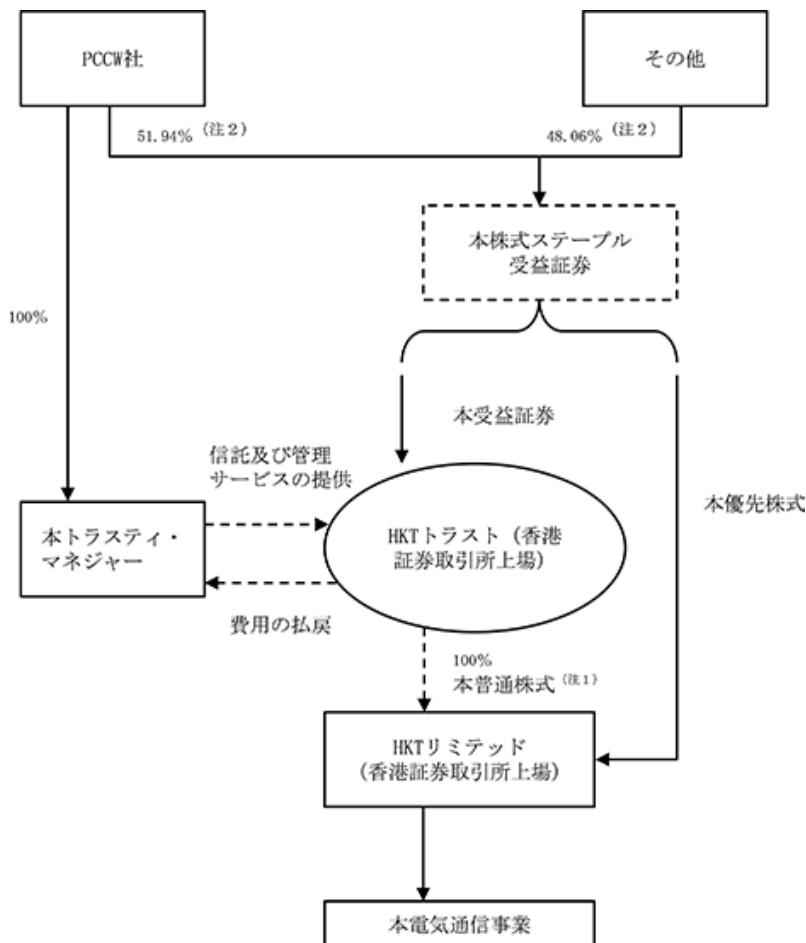 PCCW社
その他
51.94% (注2)
48.06% (注2)
本株式ステープル
受益証券
100%
本受益証券
信託及び管理
サービスの提供
本優先株式
本トラスティ・
マネジャー
HKTトラスト (香港
証券取引所上場)
費用の払戻
100%
本普通株式 (注1)
HKTリミテッド
(香港証券取引所上場)
本電気通信事業